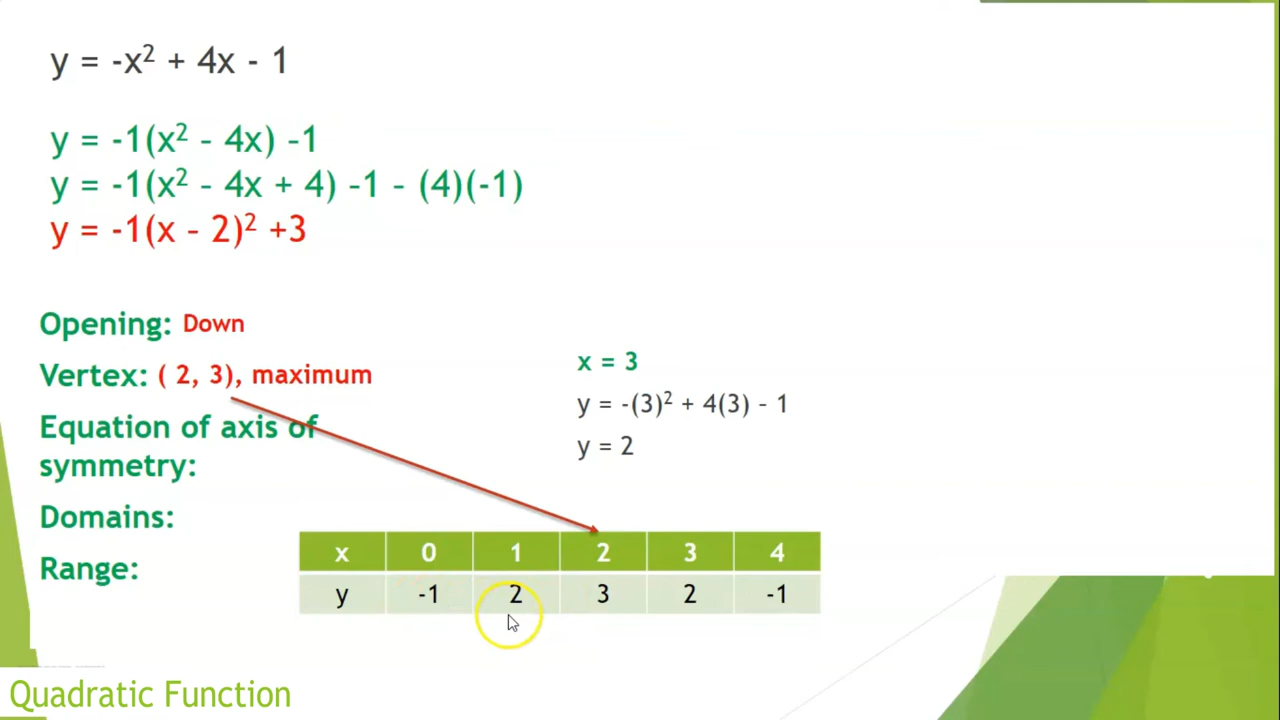 y = -x² + 4x - 1
y = -1(x² - 4x) -1
y = -1(x² - 4x + 4) -1 - (4)(-1)
y = -1(x - 2)² +3
Opening: Down
Vertex: ( 2, 3), maximum
Equation of axis of
symmetry:
Domains:
Range:
x = 3
y = -(3)² + 4(3) - 1
y = 2
x 0 1 2 3 4
y -1 2 3 2 -1
Quadratic Function